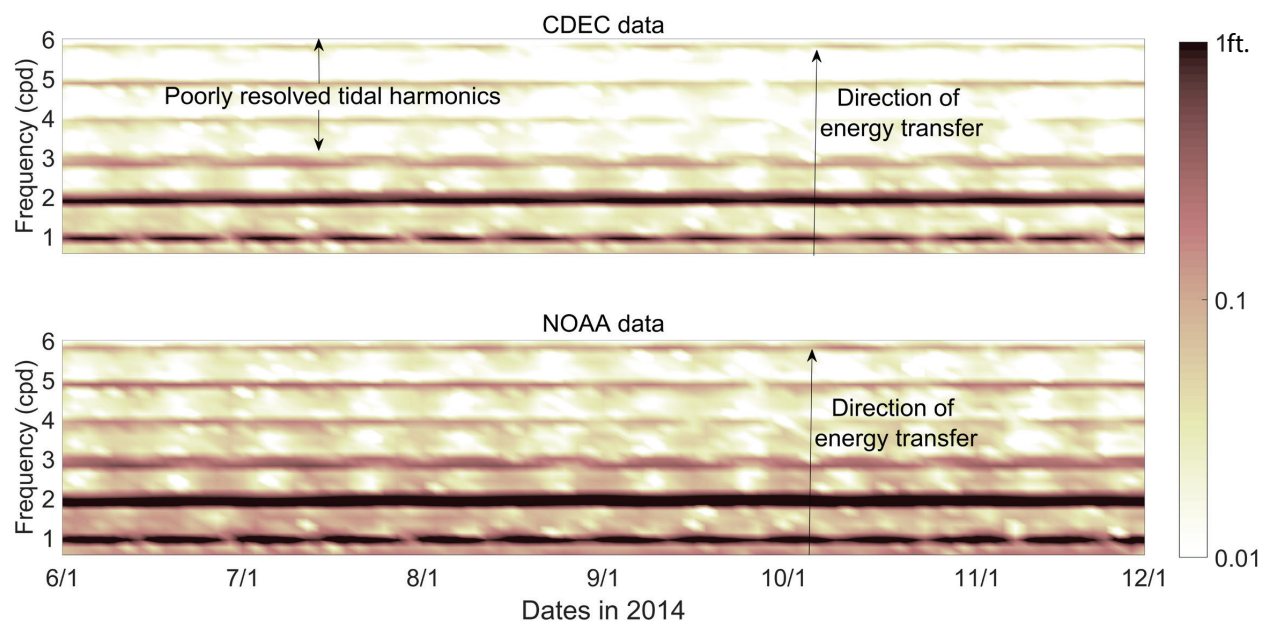 CDEC data
6
5
4
3
2
1
Frequency (cpd)
Poorly resolved tidal harmonics
Direction of
energy transfer
1ft.
0.1
0.01
NOAA data
6
5
4
3
2
1
Frequency (cpd)
Direction of
energy transfer
6/1 7/1 8/1 9/1 10/1 11/1 12/1
Dates in 2014